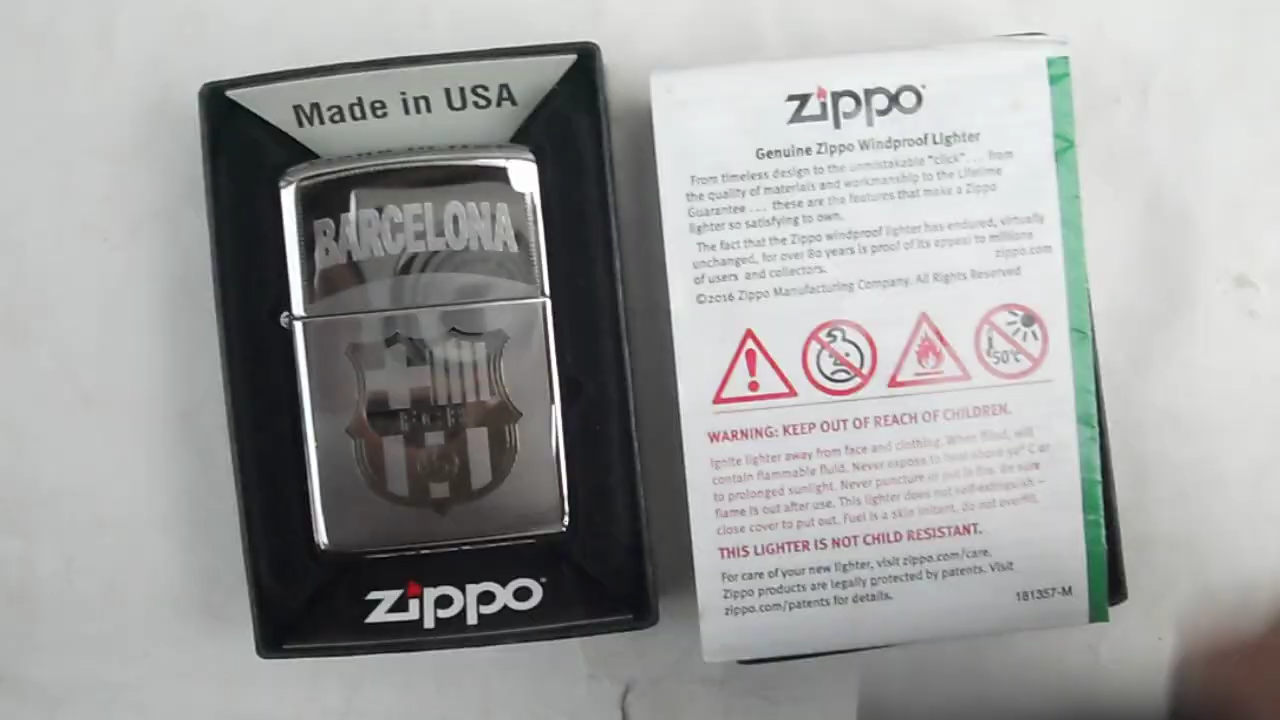 Made in USA
BARCELONA
FCB
zippo
zippo
Genuine Zippo Windproof Lighter
From timeless design to the unmistakable "click" . . . from
the quality of materials and workmanship to the Lifetime
Guarantee . . . these are the features that make a Zippo
lighter so satisfying to own.
The fact that the Zippo windproof lighter has endured, virtually
unchanged, for over 80 years is proof of its appeal to millions
of users and collectors.
zippo.com
©2016 Zippo Manufacturing Company. All Rights Reserved
50°C
WARNING: KEEP OUT OF REACH OF CHILDREN.
Ignite lighter away from face and clothing. When filled, will
contain flammable fluid. Never expose to heat above 50° C or
to prolonged sunlight. Never puncture or put in fire. Be sure
flame is out after use. This lighter does not self-extinguish –
close cover to put out. Fuel is a skin irritant, do not overfill.
THIS LIGHTER IS NOT CHILD RESISTANT.
For care of your new lighter, visit zippo.com/care.
Zippo products are legally protected by patents. Visit
zippo.com/patents for details.
181357-M